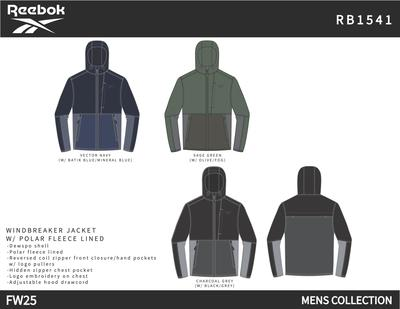 Reebok
RB1541
VECTOR NAVY
(W/ BATIK BLUE/MINERAL BLUE)
SAGE GREEN
(W/ OLIVE/FOG)
WINDBREAKER JACKET
W/ POLAR FLEECE LINED
-Dewspo shell
-Polar fleece lined
-Reversed coil zipper front closure/hand pockets
w/ logo pullers
-Hidden zipper chest pocket
-Logo embroidery on chest
-Adjustable hood drawcord
CHARCOAL GREY
(W/ BLACK/GREY)
FW25
MENS COLLECTION